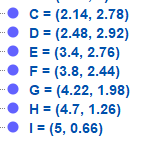 C = (2.14, 2.78)
D = (2.48, 2.92)
E = (3.4, 2.76)
F = (3.8, 2.44)
G = (4.22, 1.98)
H = (4.7, 1.26)
I = (5, 0.66)